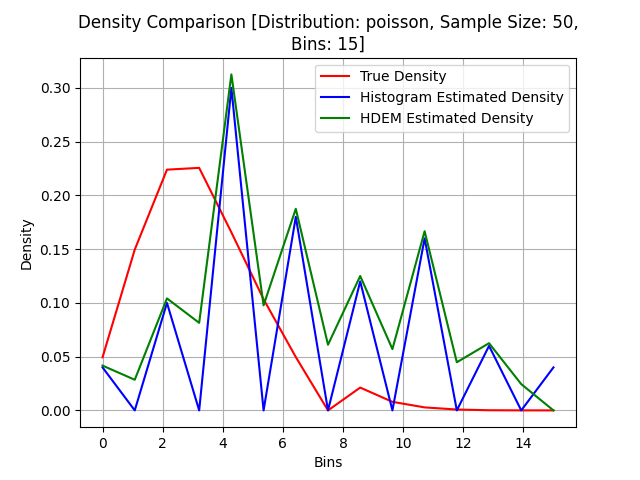 Density Comparison [Distribution: poisson, Sample Size: 50,
Bins: 15]
True Density
Histogram Estimated Density
HDEM Estimated Density
0.30
0.25
0.20
0.15
0.10
0.05
0.00
Density
0 2 4 6 8 10 12 14
Bins